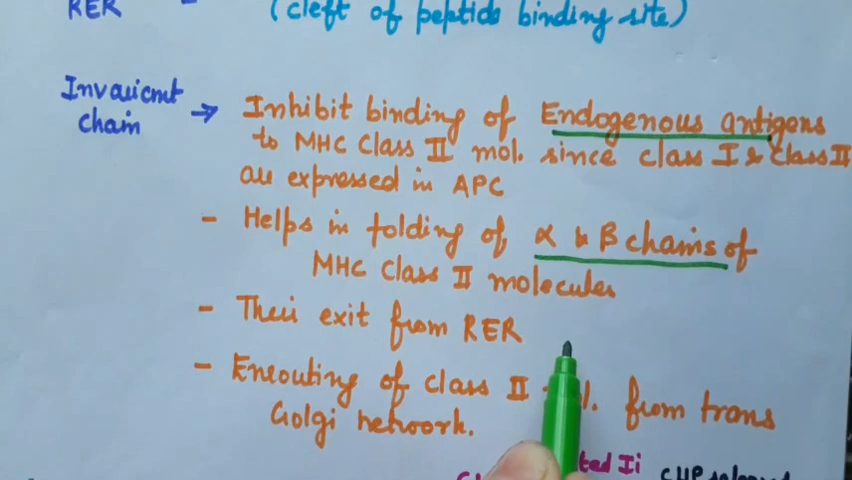 RER - (cleft of peptide binding site)
Invariant chain → Inhibit binding of Endogenous antigens
to MHC Class II mol. since class I & Class II
are expressed in APC
- Helps in folding of α & β chains of
MHC Class II molecules
- Their exit from RER
- Enrouting of class II mol. from trans
Golgi network.
Ii